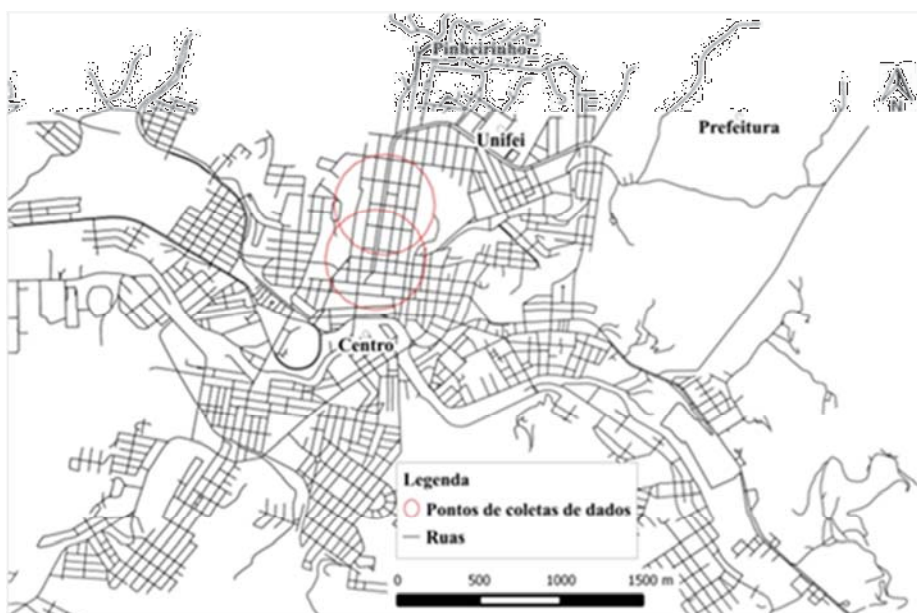 Pinheirinho
Unifei
Prefeitura
N
Centro
Legenda
Pontos de coletas de dados
Ruas
0 500 1000 1500 m